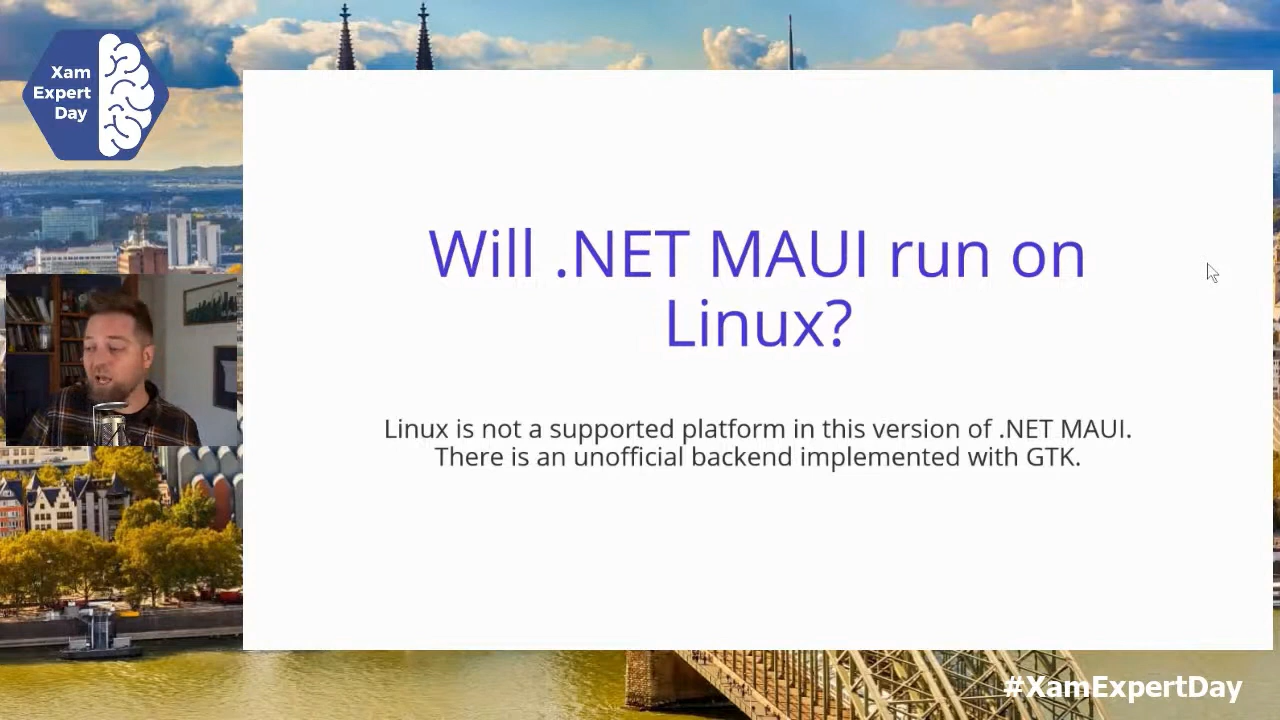 Xam
Expert
Day
Will .NET MAUI run on
Linux?
Linux is not a supported platform in this version of .NET MAUI.
There is an unofficial backend implemented with GTK.
#XamExpertDay